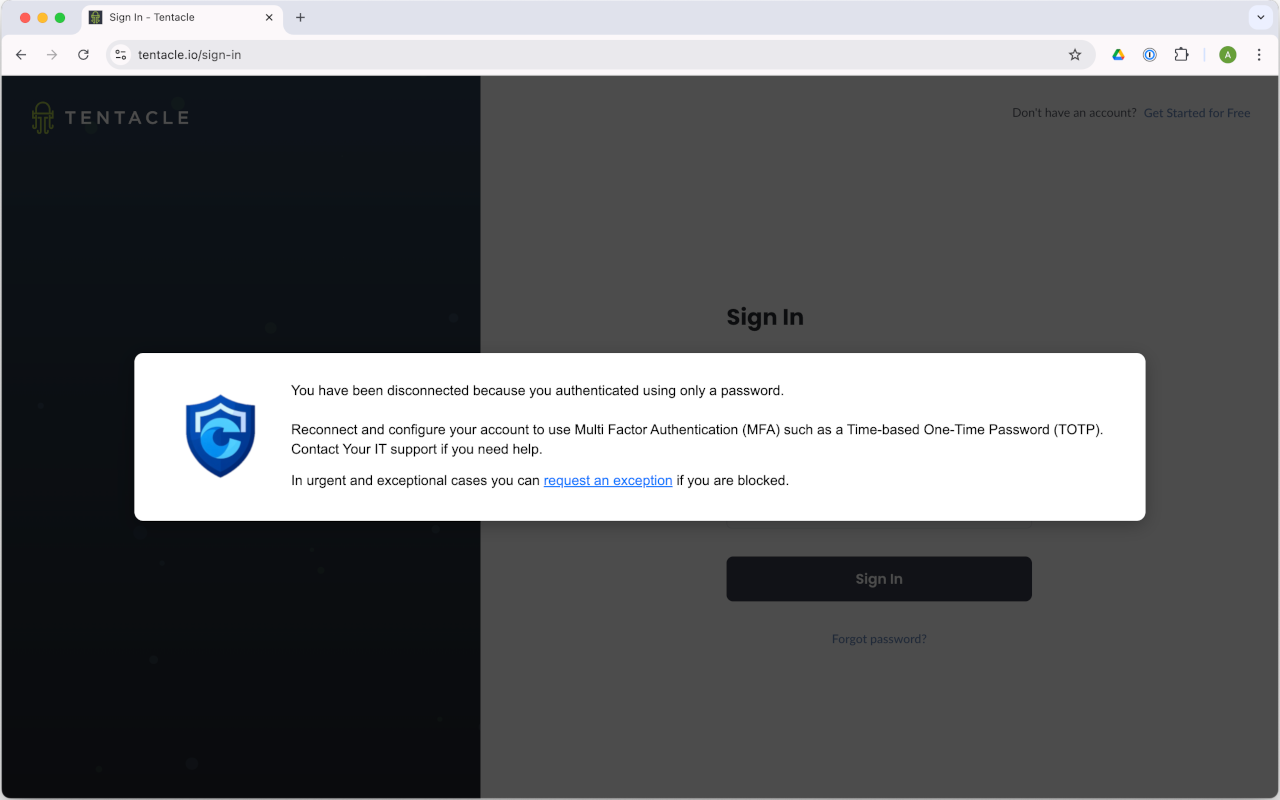 Sign In - Tentacle
tentacle.io/sign-in
A
TENTACLE
Don't have an account? Get Started for Free
Sign In
You have been disconnected because you authenticated using only a password.
Reconnect and configure your account to use Multi Factor Authentication (MFA) such as a Time-based One-Time Password (TOTP).
Contact Your IT support if you need help.
In urgent and exceptional cases you can request an exception if you are blocked.
Sign In
Forgot password?